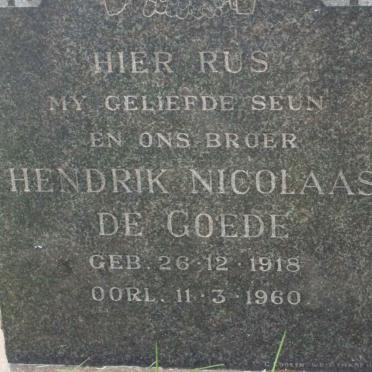 HIER RUS
MY GELIEFDE SEUN
EN ONS BROER
HENDRIK NICOLAAS
DE GOEDE
GEB. 26·12·1918
OORL. 11·3·1960.